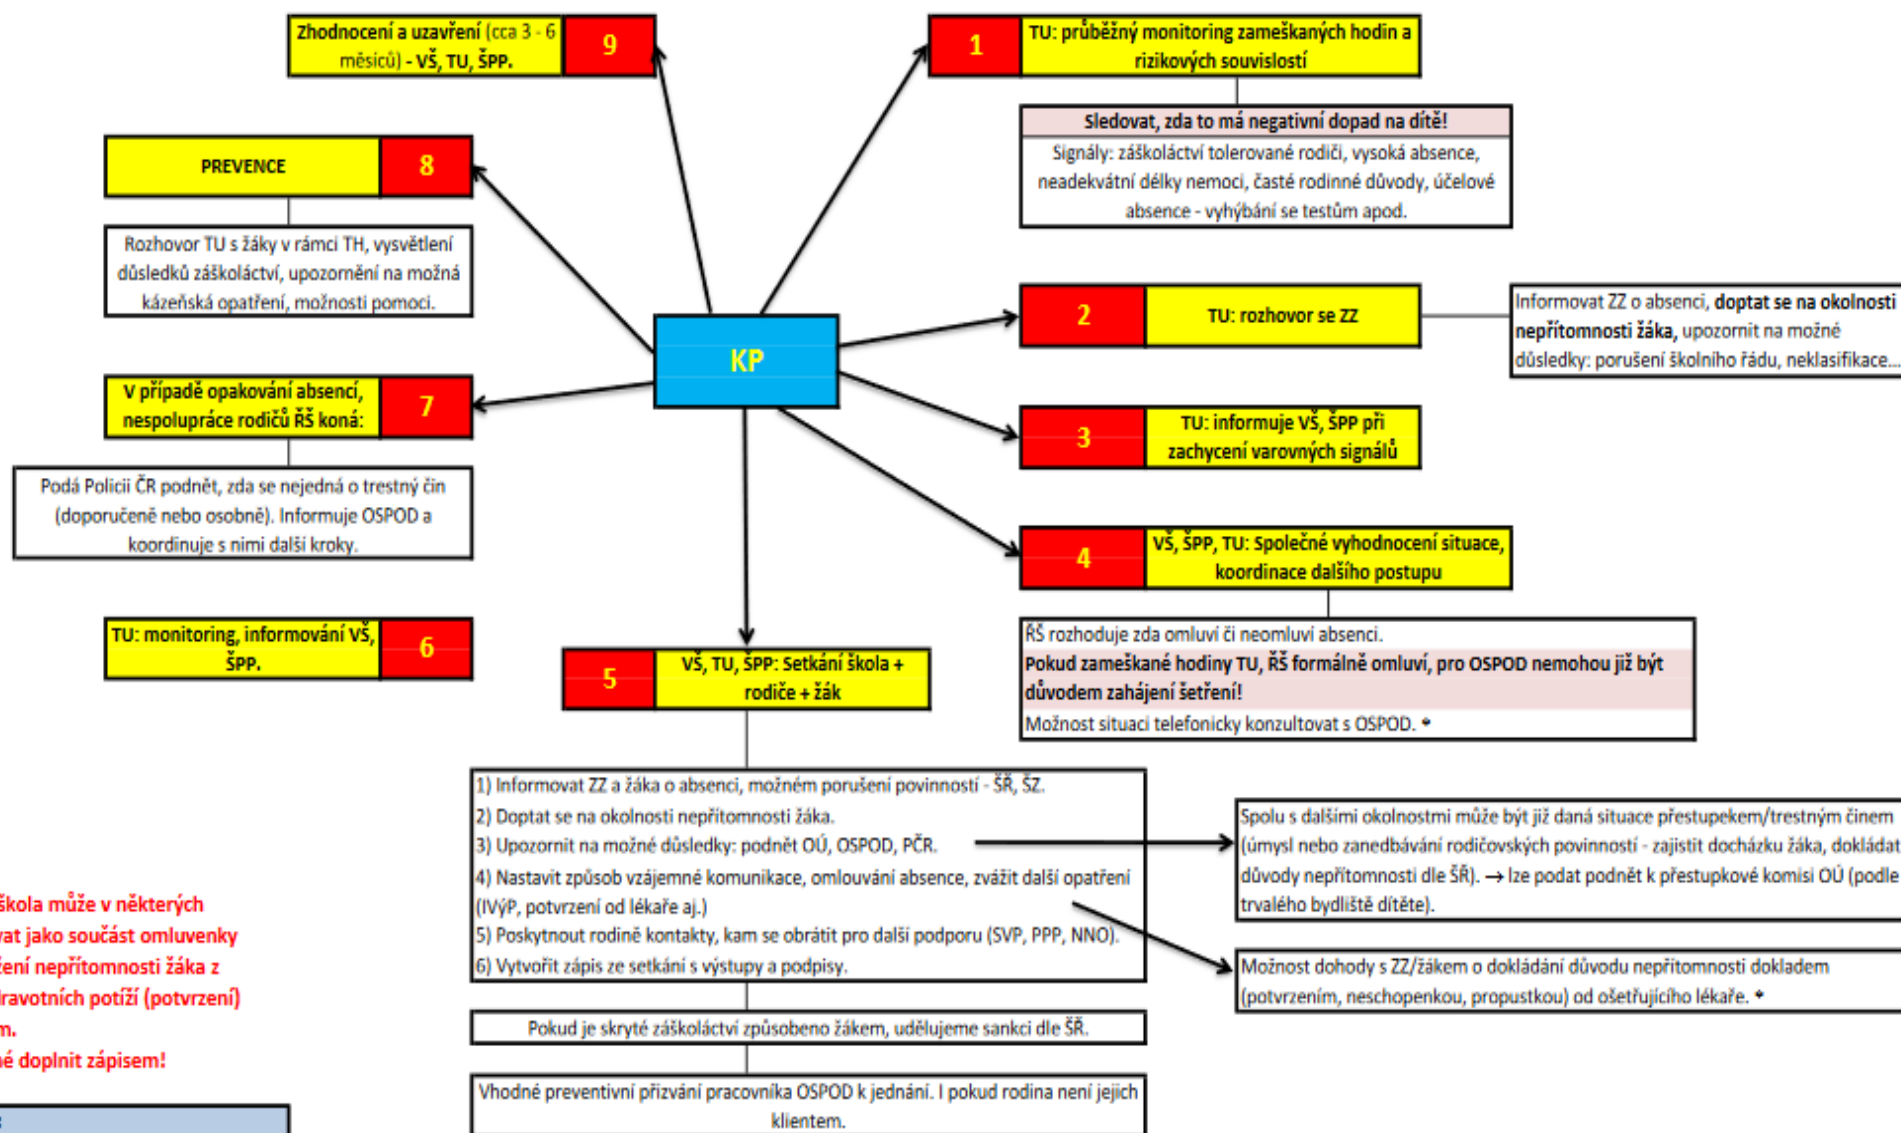 Zhodnocení a uzavření (cca 3 - 6
měsíců) - VŠ, TU, ŠPP.
9
1
TU: průběžný monitoring zameškaných hodin a
rizikových souvislostí
Sledovat, zda to má negativní dopad na dítě!
Signály: záškoláctví tolerované rodiči, vysoká absence,
neadekvátní délky nemoci, časté rodinné důvody, účelové
absence - vyhýbání se testům apod.
PREVENCE
8
Rozhovor TU s žáky v rámci TH, vysvětlení
důsledků záškoláctví, upozornění na možná
kázeňská opatření, možnosti pomoci.
KP
2
TU: rozhovor se ZZ
Informovat ZZ o absenci, doptat se na okolnosti
nepřítomnosti žáka, upozornit na možné
důsledky: porušení školního řádu, neklasifikace...
V případě opakování absencí,
nespolupráce rodičů ŘŠ koná:
7
Podá Policii ČR podnět, zda se nejedná o trestný čin
(doporučeně nebo osobně). Informuje OSPOD a
koordinuje s nimi další kroky.
3
TU: informuje VŠ, ŠPP při
zachycení varovných signálů
4
VŠ, ŠPP, TU: Společné vyhodnocení situace,
koordinace dalšího postupu
ŘŠ rozhoduje zda omluví či neomluví absenci.
Pokud zameškané hodiny TU, ŘŠ formálně omluví, pro OSPOD nemohou již být
důvodem zahájení šetření!
Možnost situaci telefonicky konzultovat s OSPOD. *
TU: monitoring, informování VŠ,
ŠPP.
6
5
VŠ, TU, ŠPP: Setkání škola +
rodiče + žák
1) Informovat ZZ a žáka o absenci, možném porušení povinností - ŠŘ, ŠZ.
2) Doptat se na okolnosti nepřítomnosti žáka.
3) Upozornit na možné důsledky: podnět OÚ, OSPOD, PČR.
4) Nastavit způsob vzájemné komunikace, omlouvání absence, zvážit další opatření
(IVýP, potvrzení od lékaře aj.)
5) Poskytnout rodině kontakty, kam se obrátit pro další podporu (SVP, PPP, NNO).
6) Vytvořit zápis ze setkání s výstupy a podpisy.
Spolu s dalšími okolnostmi může být již daná situace přestupekem/trestným činem
(úmysl nebo zanedbávání rodičovských povinností - zajistit docházku žáka, dokládat
důvody nepřítomnosti dle ŠŘ). → lze podat podnět k přestupkové komisi OÚ (podle
trvalého bydliště dítěte).
Možnost dohody s ZZ/žákem o dokládání důvodu nepřítomnosti dokladem
(potvrzením, neschopenkou, propustkou) od ošetřujícího lékaře. *
Pokud je skryté záškoláctví způsobeno žákem, udělujeme sankci dle ŠŘ.
Vhodné preventivní přizvání pracovníka OSPOD k jednání. I pokud rodina není jejich
klientem.
škola může v některých
vat jako součást omluvenky
žení nepřítomnosti žáka z
dravotních potíží (potvrzení)
m.
né doplnit zápisem!